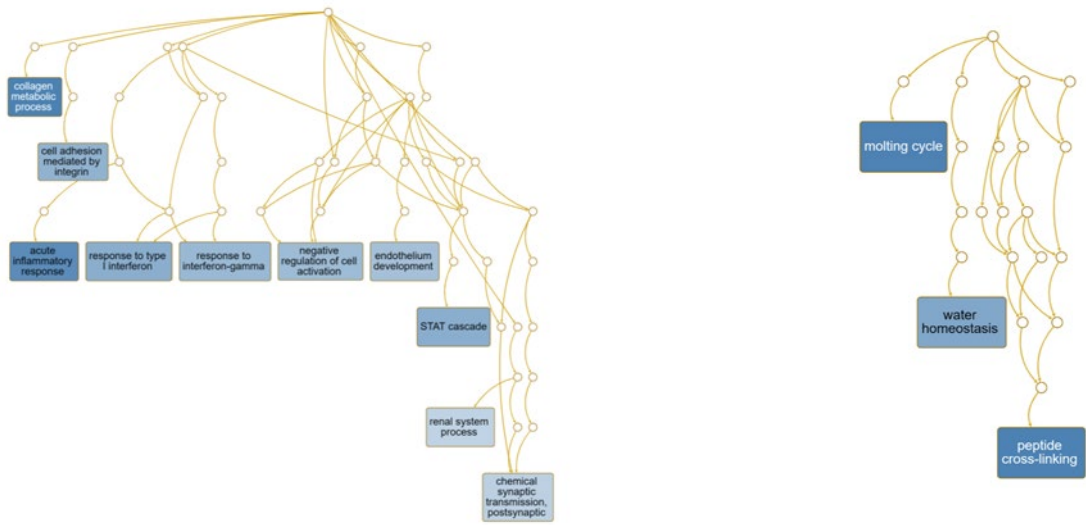 collagen
metabolic
process
cell adhesion
mediated by
integrin
acute
inflammatory
response
response to type
I interferon
response to
interferon-gamma
negative
regulation of cell
activation
endothelium
development
STAT cascade
renal system
process
chemical
synaptic
transmission,
postsynaptic
molting cycle
water
homeostasis
peptide
cross-linking